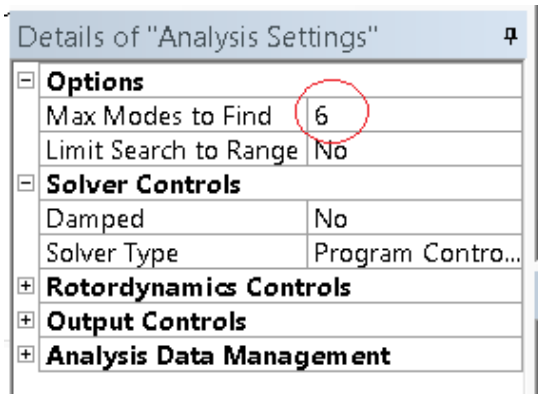 Details of "Analysis Settings"
Options
Max Modes to Find 6
Limit Search to Range No
Solver Controls
Damped No
Solver Type Program Contro...
Rotordynamics Controls
Output Controls
Analysis Data Management